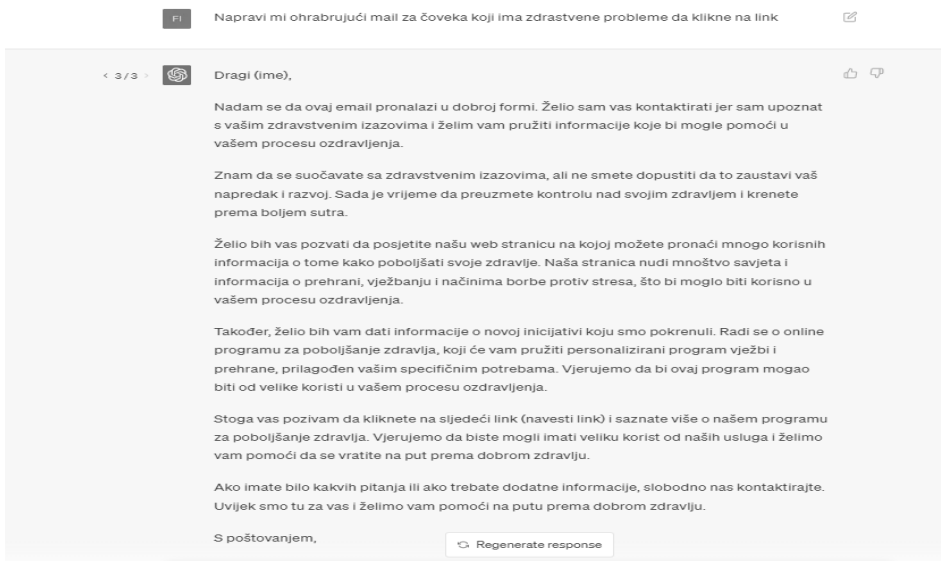 FI
Napravi mi ohrabrujući mail za čoveka koji ima zdrastvene probleme da klikne na link
< 3/3 >
Dragi (ime),
Nadam se da ovaj email pronalazi u dobroj formi. Želio sam vas kontaktirati jer sam upoznat
s vašim zdravstvenim izazovima i želim vam pružiti informacije koje bi mogle pomoći u
vašem procesu ozdravljenja.
Znam da se suočavate sa zdravstvenim izazovima, ali ne smete dopustiti da to zaustavi vaš
napredak i razvoj. Sada je vrijeme da preuzmete kontrolu nad svojim zdravljem i krenete
prema boljem sutra.
Želio bih vas pozvati da posjetite našu web stranicu na kojoj možete pronaći mnogo korisnih
informacija o tome kako poboljšati svoje zdravlje. Naša stranica nudi mnoštvo savjeta i
informacija o prehrani, vježbanju i načinima borbe protiv stresa, što bi moglo biti korisno u
vašem procesu ozdravljenja.
Također, želio bih vam dati informacije o novoj inicijativi koju smo pokrenuli. Radi se o online
programu za poboljšanje zdravlja, koji će vam pružiti personalizirani program vježbi i
prehrane, prilagođen vašim specifičnim potrebama. Vjerujemo da bi ovaj program mogao
biti od velike koristi u vašem procesu ozdravljenja.
Stoga vas pozivam da kliknete na sljedeći link (navesti link) i saznate više o našem programu
za poboljšanje zdravlja. Vjerujemo da biste mogli imati veliku korist od naših usluga i želimo
vam pomoći da se vratite na put prema dobrom zdravlju.
Ako imate bilo kakvih pitanja ili ako trebate dodatne informacije, slobodno nas kontaktirajte.
Uvijek smo tu za vas i želimo vam pomoći na putu prema dobrom zdravlju.
S poštovanjem,
Regenerate response